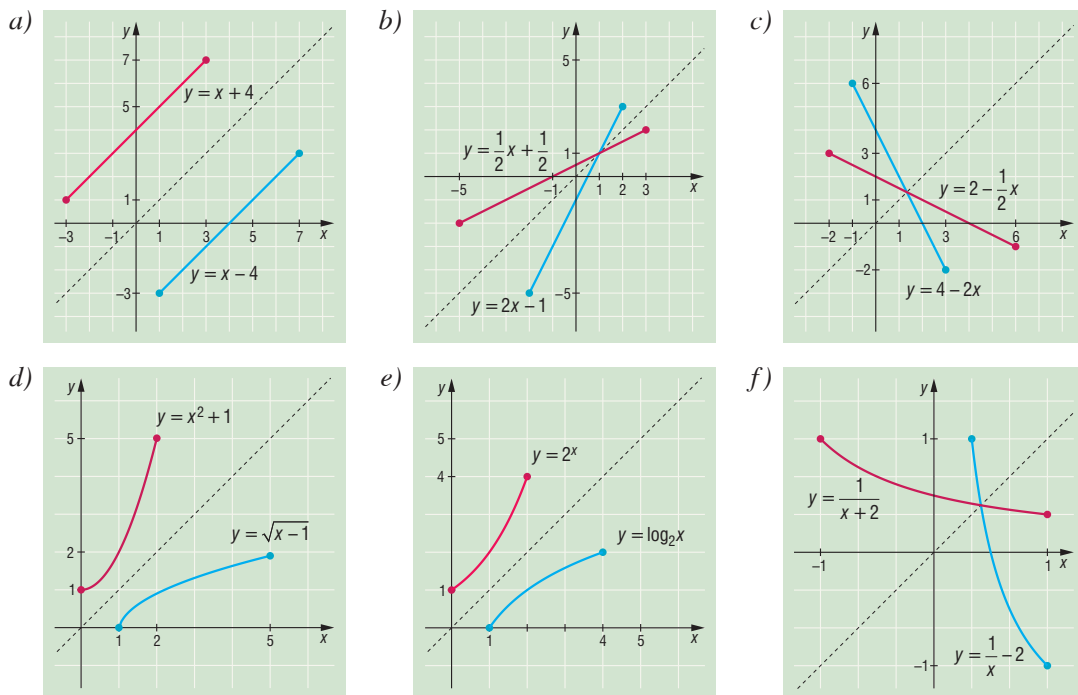 a)
y
7
5
1
−3
−3
−1
1
3
5
7
x
y = x + 4
y = x − 4
b)
y
5
1
−5
−5
−1
1
2
3
x
y = 1/2 x + 1/2
y = 2x − 1
c)
y
6
3
1
−2
−2
−1
1
3
6
x
y = 2 − 1/2 x
y = 4 − 2x
d)
y
5
2
1
1
2
5
x
y = x² + 1
y = √(x − 1)
e)
y
5
4
1
1
4
5
x
y = 2ˣ
y = log₂x
f)
y
1
−1
−1
1
x
y = 1/(x + 2)
y = 1/x − 2